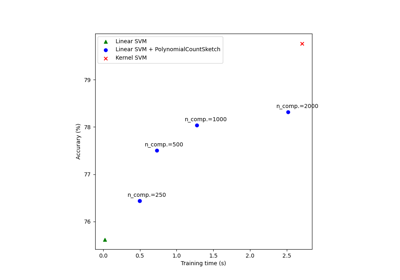 Linear SVM
Linear SVM + PolynomialCountSketch
Kernel SVM
n_comp.=2000
n_comp.=1000
n_comp.=500
n_comp.=250
79
78
77
76
Accurary (%)
0.0 0.5 1.0 1.5 2.0 2.5
Training time (s)